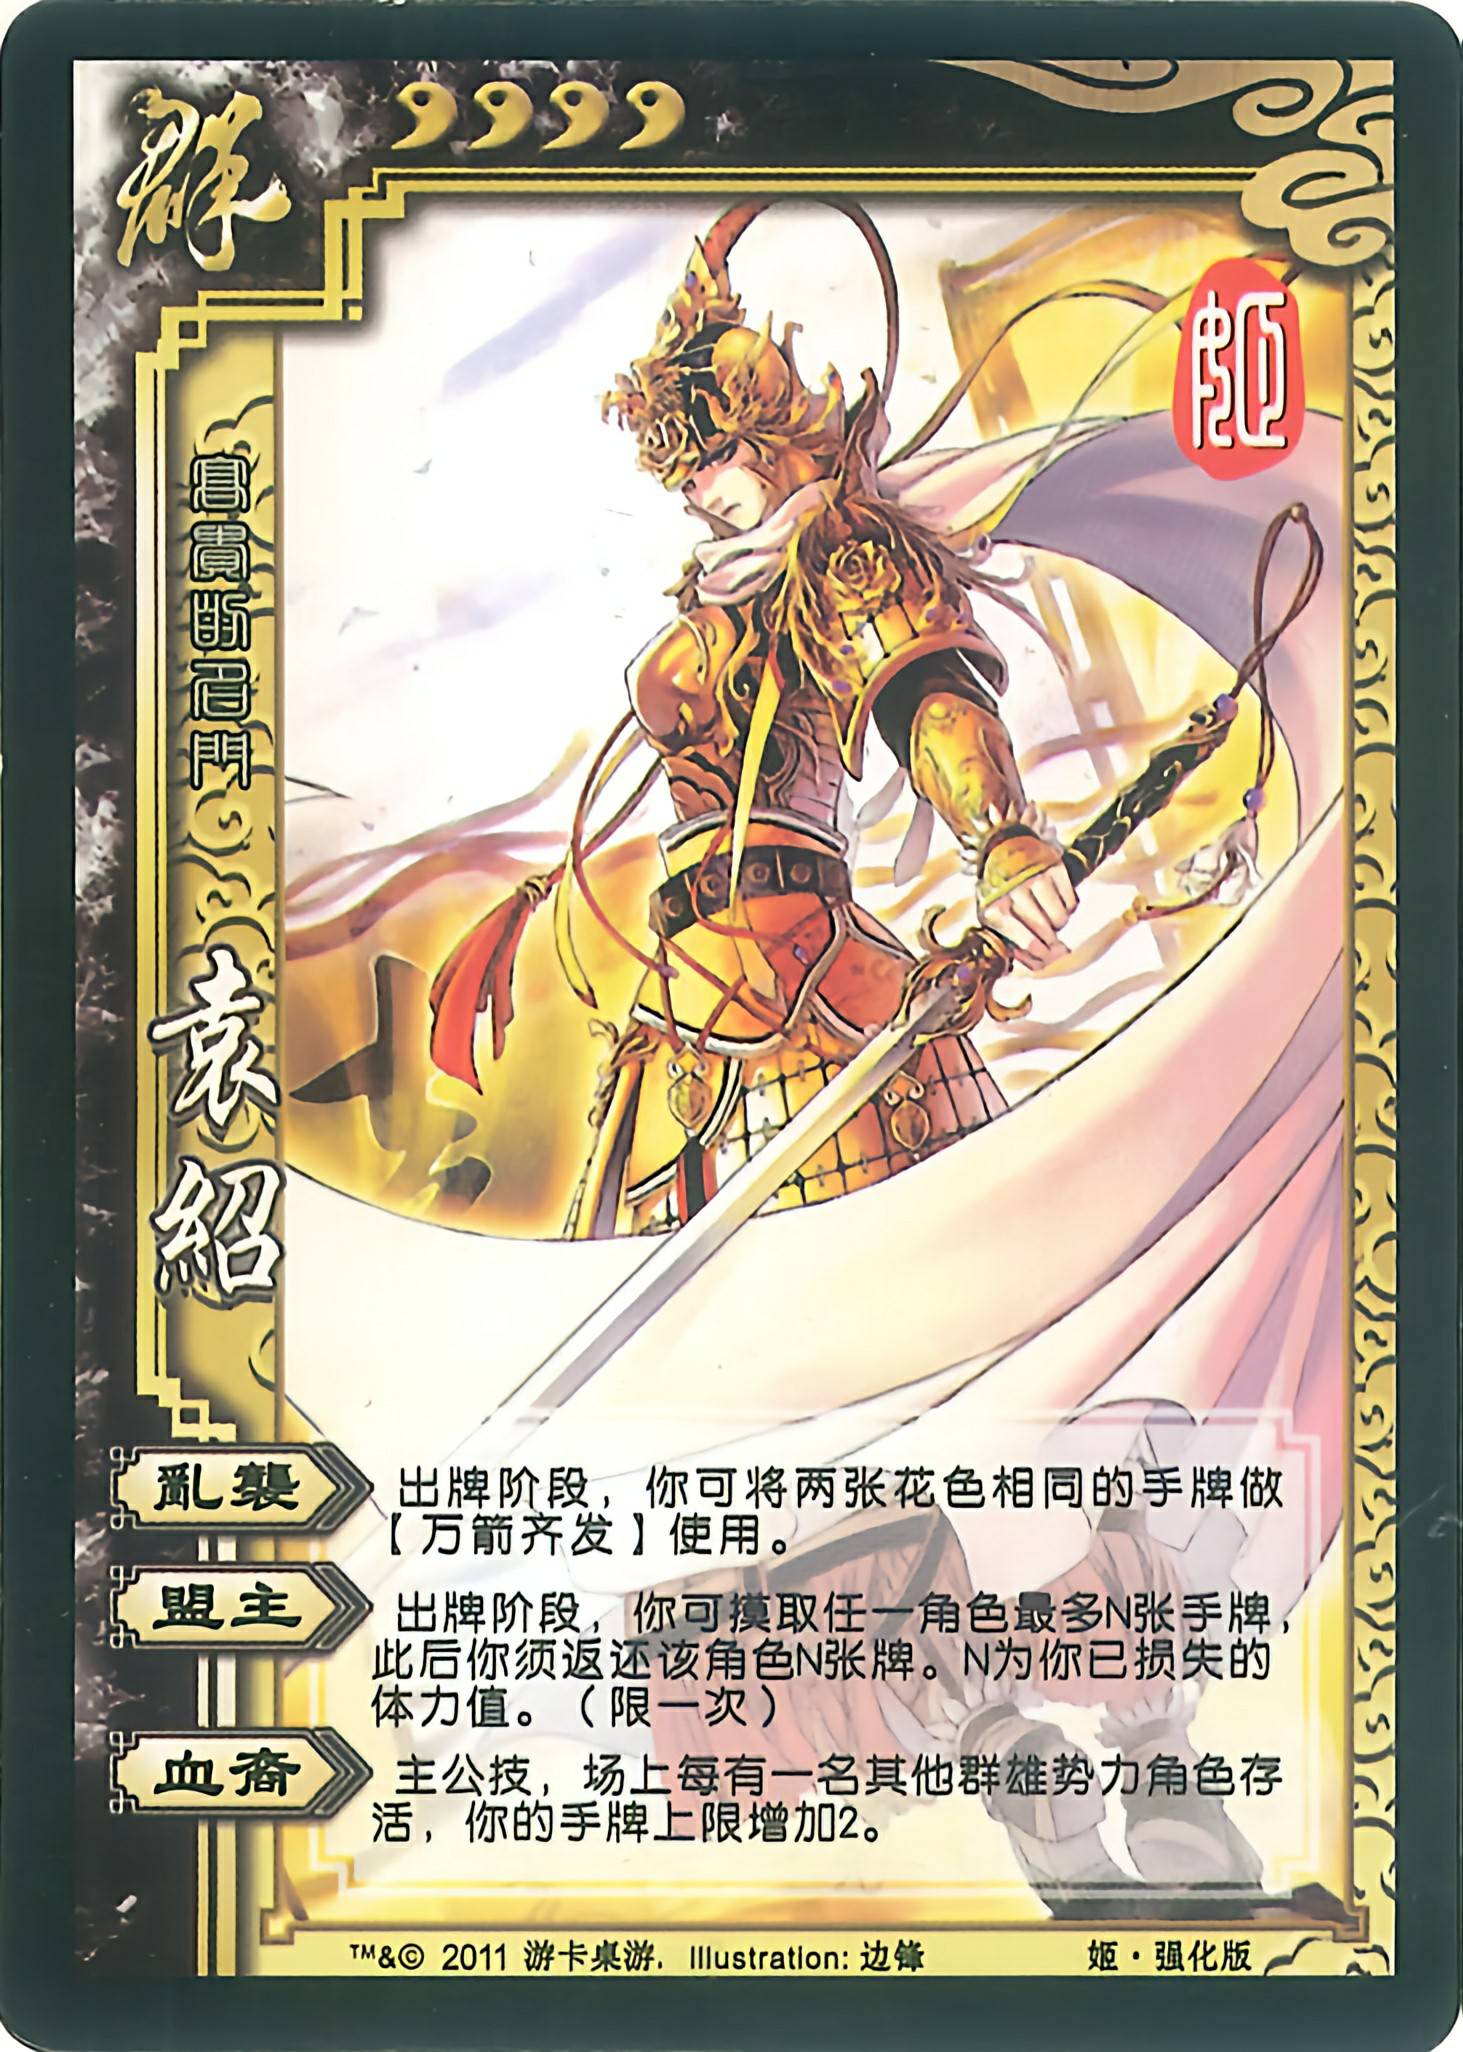 群
姬
富貴的名門
袁紹
亂襲
出牌阶段，你可将两张花色相同的手牌做
【万箭齐发】使用。
盟主
出牌阶段，你可摸取任一角色最多N张手牌，
此后你须返还该角色N张牌。N为你已损失的
体力值。（限一次）
血裔
主公技，场上每有一名其他群雄势力角色存
活，你的手牌上限增加2。
™&© 2011 游卡桌游. Illustration: 边锋
姬·强化版